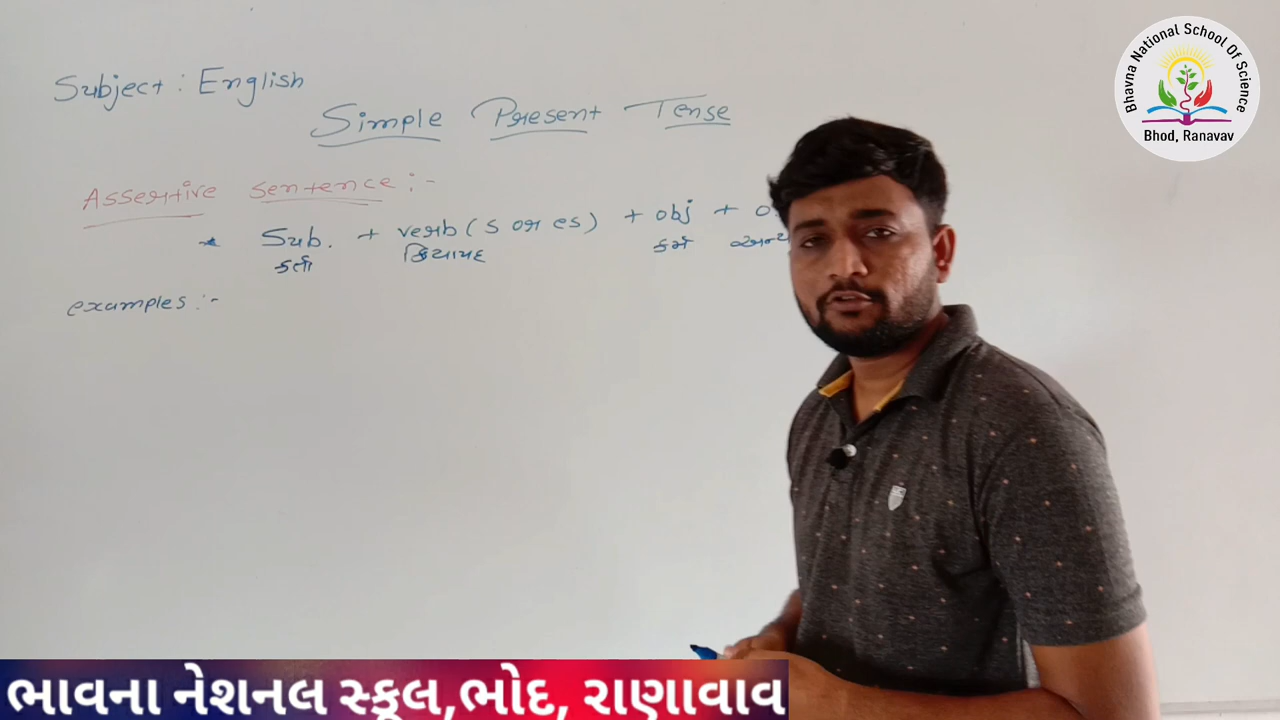 Subject : English
Simple Present Tense
Assertive sentence :-
Sub. + verb ( s or es ) + obj +
કર્તા ક્રિયાપદ કર્મ
examples :-
Bhavna National School Of Science
Bhod, Ranavav
ભાવના નેશનલ સ્કૂલ,ભોદ, રાણાવાવ